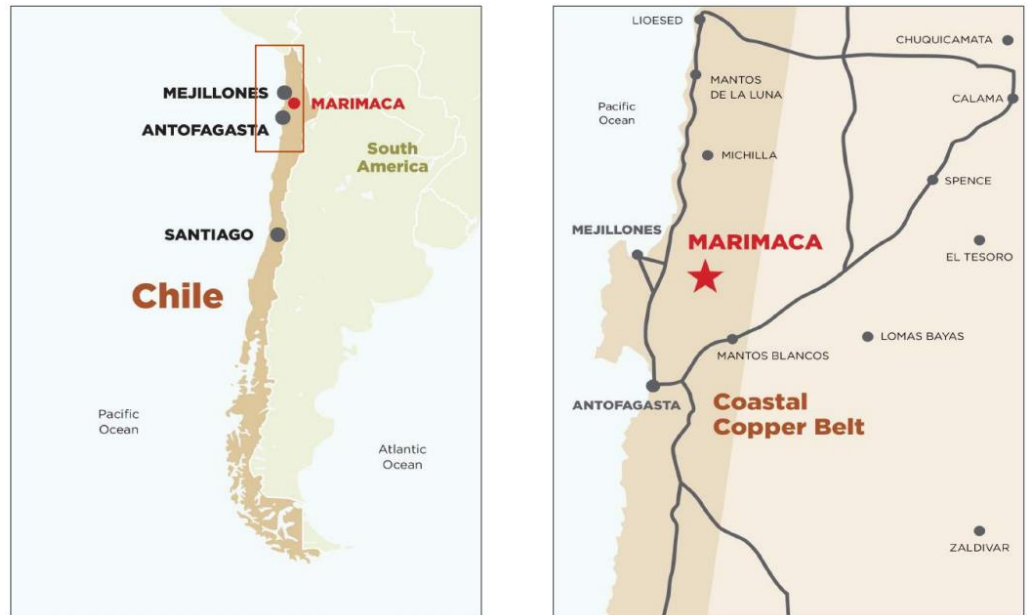 MEJILLONES
MARIMACA
ANTOFAGASTA
South
America
SANTIAGO
Chile
Pacific
Ocean
Atlantic
Ocean
LIOESED
CHUQUICAMATA
MANTOS
DE LA LUNA
CALAMA
Pacific
Ocean
MICHILLA
SPENCE
MEJILLONES
MARIMACA
EL TESORO
LOMAS BAYAS
MANTOS BLANCOS
ANTOFAGASTA
Coastal
Copper Belt
ZALDIVAR